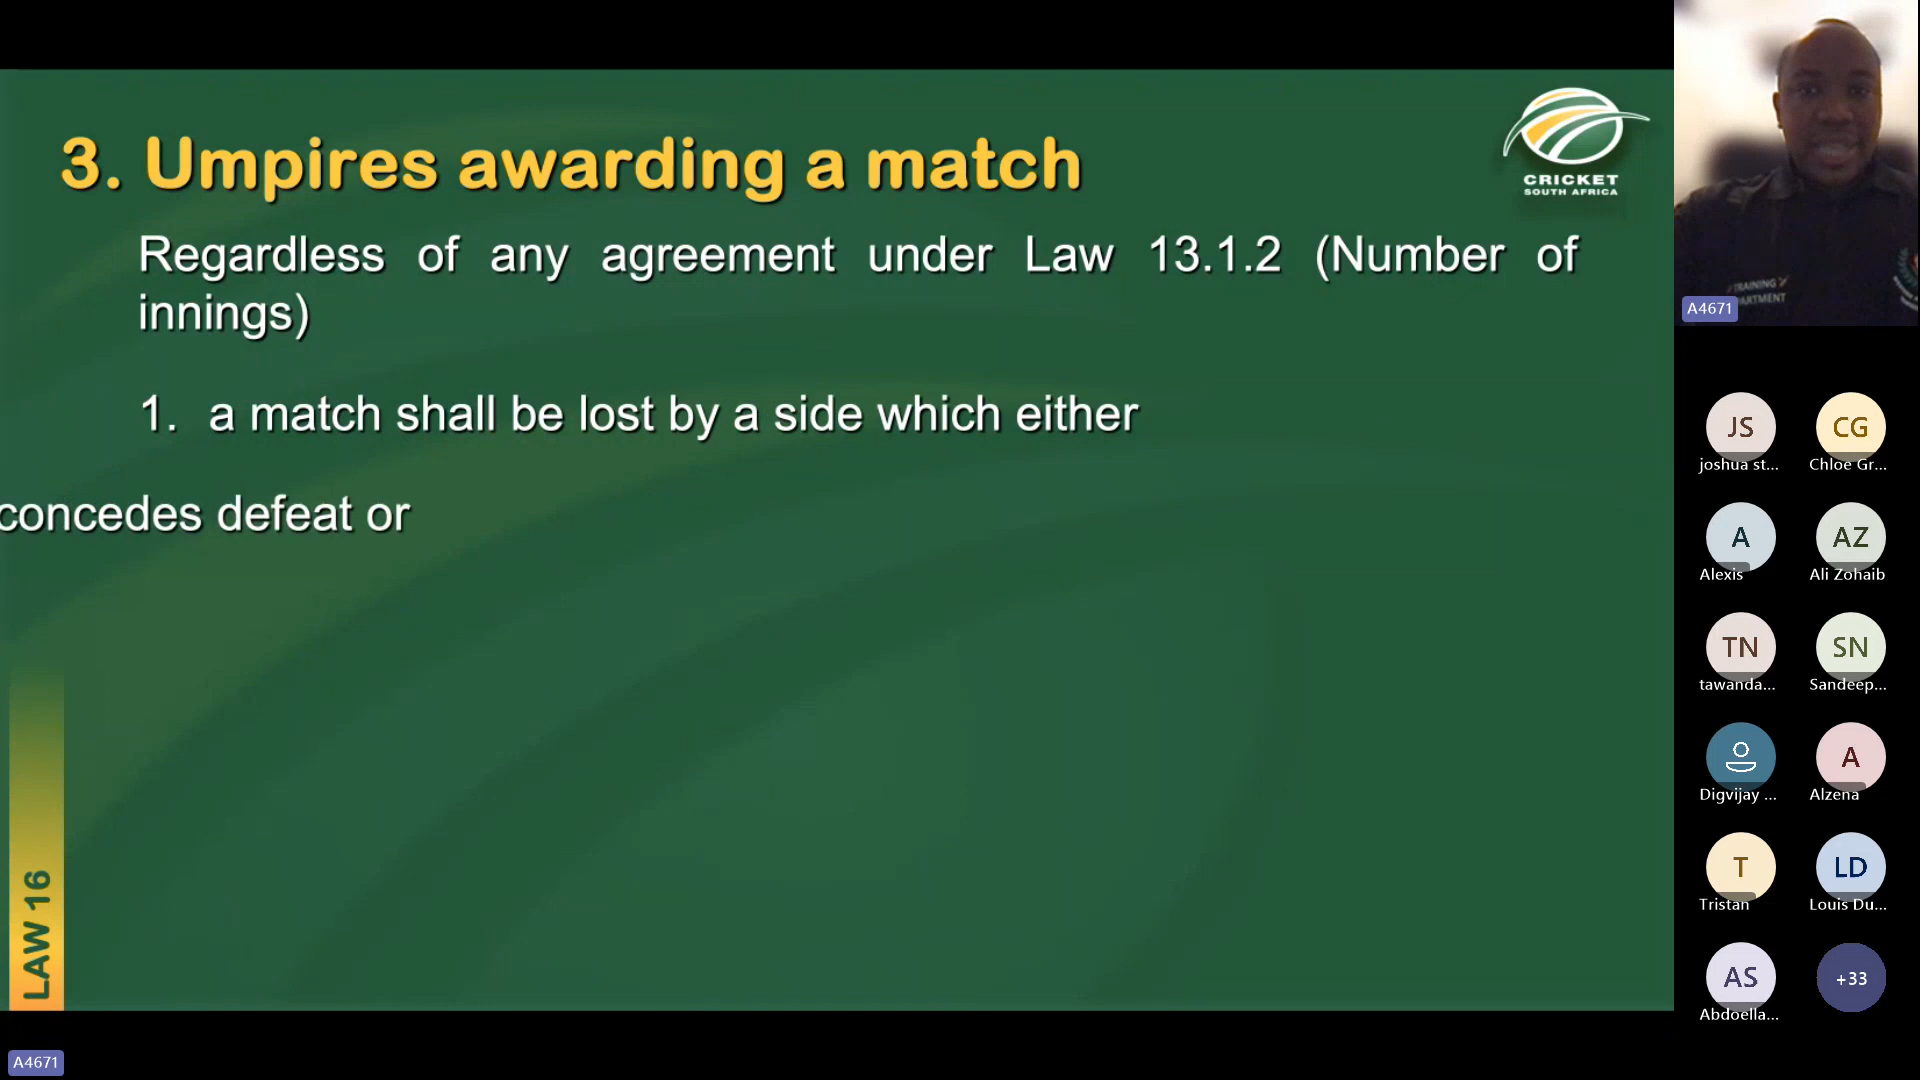 3. Umpires awarding a match
CRICKET
SOUTH AFRICA
Regardless of any agreement under Law 13.1.2 (Number of
innings)
1. a match shall be lost by a side which either
concedes defeat or
LAW 16
A4671
TRAINING
ARTMENT
A4671
JS
joshua st...
CG
Chloe Gr...
A
Alexis
AZ
Ali Zohaib
TN
tawanda...
SN
Sandeep...
Digvijay ...
A
Alzena
T
Tristan
LD
Louis Du...
AS
Abdoella...
+33